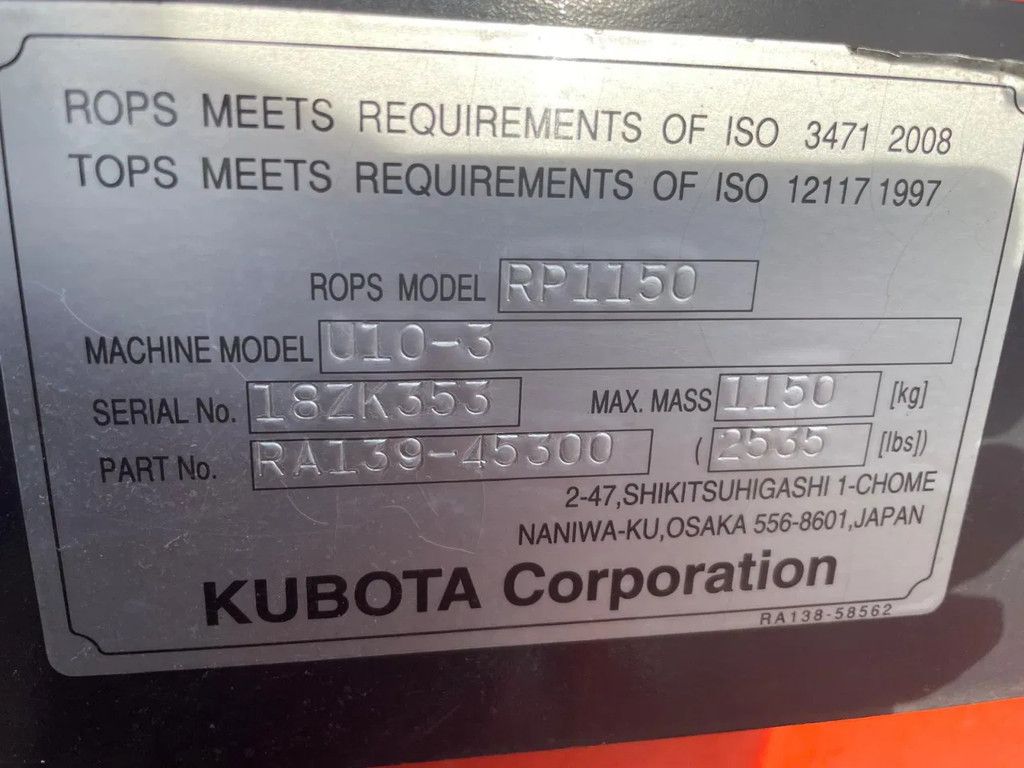 ROPS MEETS REQUIREMENTS OF ISO 3471 2008
TOPS MEETS REQUIREMENTS OF ISO 12117 1997
ROPS MODEL RP1150
MACHINE MODEL U10-3
SERIAL No. 18ZK353 MAX. MASS 1150 [kg]
PART No. RA139-45300 (2535 [lbs])
2-47,SHIKITSUHIGASHI 1-CHOME
NANIWA-KU,OSAKA 556-8601,JAPAN
KUBOTA Corporation
RA138-58562